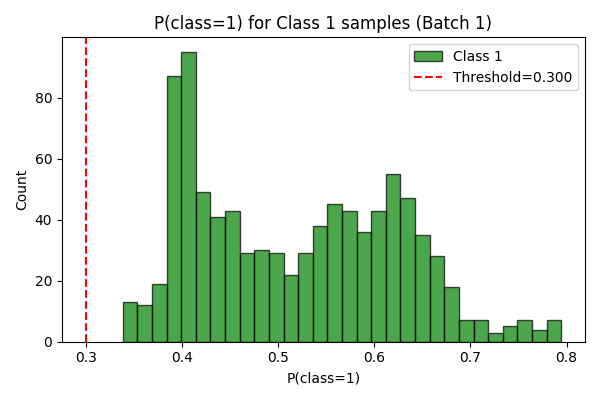 P(class=1) for Class 1 samples (Batch 1)
Class 1
Threshold=0.300
Count
80
60
40
20
0
0.3 0.4 0.5 0.6 0.7 0.8
P(class=1)